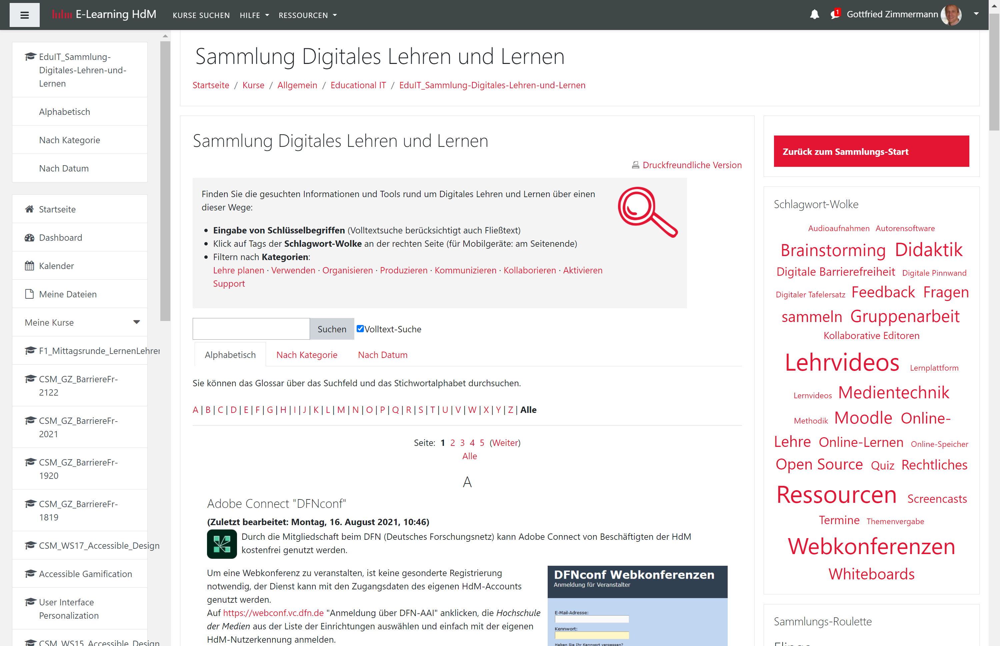 E-Learning HdM KURSE SUCHEN HILFE RESSOURCEN 1 Gottfried Zimmermann
EduIT_Sammlung-
Digitales-Lehren-und-
Lernen
Alphabetisch
Nach Kategorie
Nach Datum
Startseite
Dashboard
Kalender
Meine Dateien
Meine Kurse
F1_Mittagsrunde_LernenLehren
CSM_GZ_BarriereFr-
2122
CSM_GZ_BarriereFr-
2021
CSM_GZ_BarriereFr-
1920
CSM_GZ_BarriereFr-
1819
CSM_WS17_Accessible_Design
Accessible Gamification
User Interface
Personalization
CSM_WS15_Accessible_Design
Sammlung Digitales Lehren und Lernen
Startseite / Kurse / Allgemein / Educational IT / EduIT_Sammlung-Digitales-Lehren-und-Lernen
Sammlung Digitales Lehren und Lernen
Druckfreundliche Version
Finden Sie die gesuchten Informationen und Tools rund um Digitales Lehren und Lernen über einen
dieser Wege:
• Eingabe von Schlüsselbegriffen (Volltextsuche berücksichtigt auch Fließtext)
• Klick auf Tags der Schlagwort-Wolke an der rechten Seite (für Mobilgeräte: am Seitenende)
• Filtern nach Kategorien:
Lehre planen · Verwenden · Organisieren · Produzieren · Kommunizieren · Kollaborieren · Aktivieren
Support
Suchen Volltext-Suche
Alphabetisch Nach Kategorie Nach Datum
Sie können das Glossar über das Suchfeld und das Stichwortalphabet durchsuchen.
A | B | C | D | E | F | G | H | I | J | K | L | M | N | O | P | Q | R | S | T | U | V | W | X | Y | Z | Alle
Seite: 1 2 3 4 5 (Weiter)
Alle
A
Adobe Connect "DFNconf"
(Zuletzt bearbeitet: Montag, 16. August 2021, 10:46)
Durch die Mitgliedschaft beim DFN (Deutsches Forschungsnetz) kann Adobe Connect von Beschäftigten der HdM
kostenfrei genutzt werden.
Um eine Webkonferenz zu veranstalten, ist keine gesonderte Registrierung
notwendig, der Dienst kann mit den Zugangsdaten des eigenen HdM-Accounts
genutzt werden.
Auf https://webconf.vc.dfn.de "Anmeldung über DFN-AAI" anklicken, die Hochschule
der Medien aus der Liste der Einrichtungen auswählen und einfach mit der eigenen
HdM-Nutzerkennung anmelden.
DFNconf Webkonferenzen
Anmeldung für Veranstalter
E-Mail-Adresse:
Kennwort:
Haben Sie Ihr Kennwort vergessen?
Zurück zum Sammlungs-Start
Schlagwort-Wolke
Audioaufnahmen Autorensoftware
Brainstorming Didaktik
Digitale Barrierefreiheit Digitale Pinnwand
Digitaler Tafelersatz Feedback Fragen
sammeln Gruppenarbeit
Kollaborative Editoren
Lehrvideos Lernplattform
Lernvideos Medientechnik
Methodik Moodle Online-
Lehre Online-Lernen Online-Speicher
Open Source Quiz Rechtliches
Ressourcen Screencasts
Termine Themenvergabe
Webkonferenzen
Whiteboards
Sammlungs-Roulette